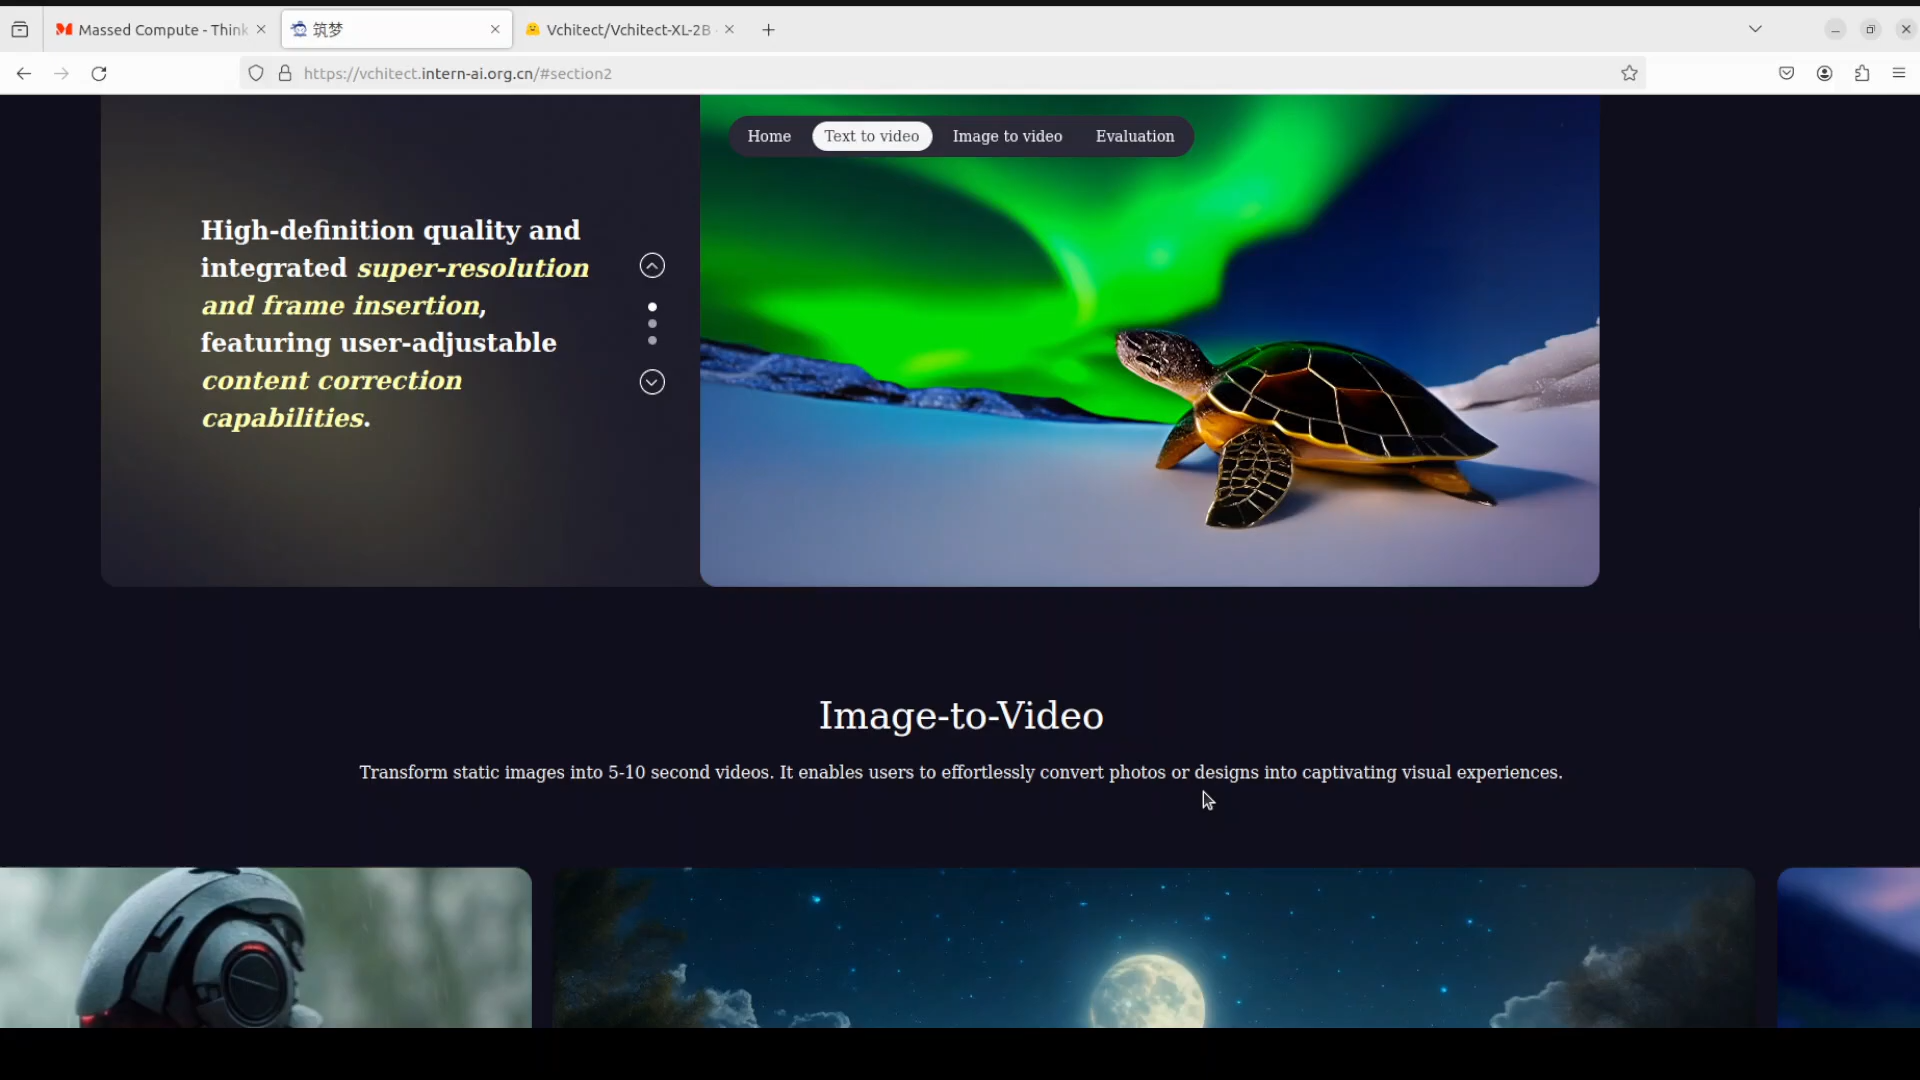 Massed Compute - Think
筑梦
Vchitect/Vchitect-XL-2B
https://vchitect.intern-ai.org.cn/#section2
Home
Text to video
Image to video
Evaluation
High-definition quality and
integrated super-resolution
and frame insertion,
featuring user-adjustable
content correction
capabilities.
Image-to-Video
Transform static images into 5-10 second videos. It enables users to effortlessly convert photos or designs into captivating visual experiences.